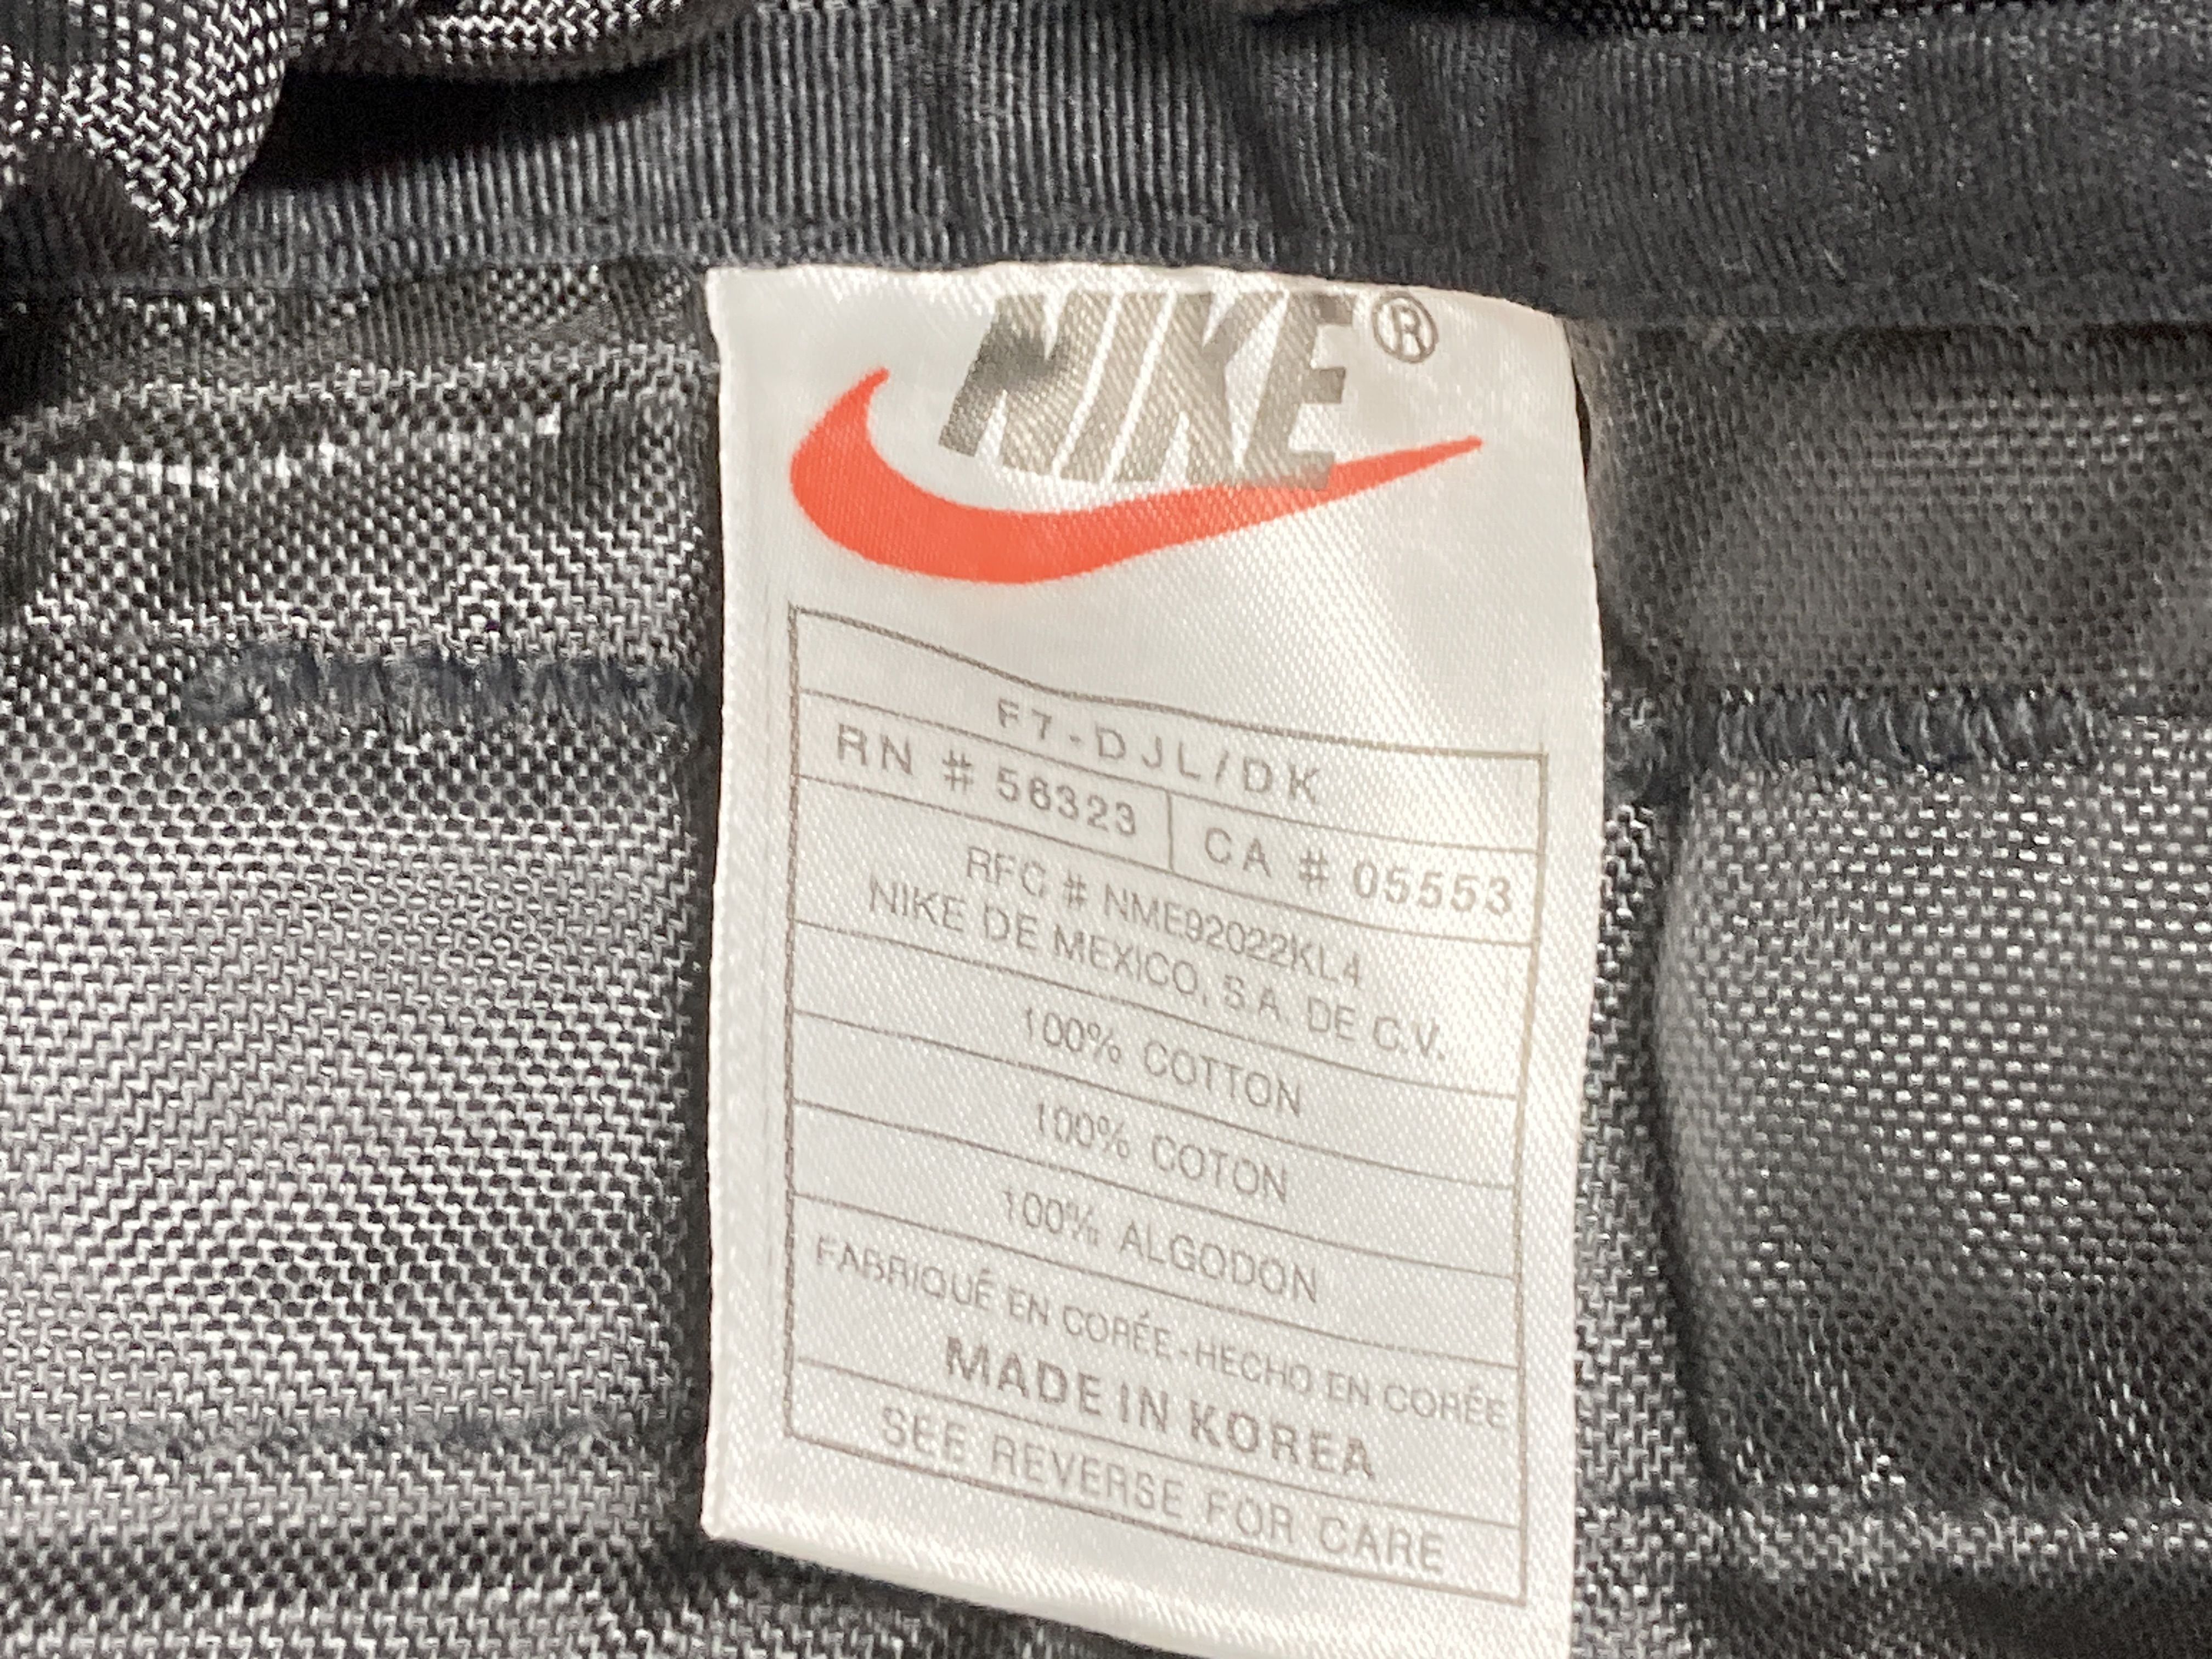 NIKE®
F7-DJL/DK
RN # 56323 CA # 05553
RFC # NME92022KL4
NIKE DE MEXICO, S.A. DE C.V.
100% COTTON
100% COTON
100% ALGODON
FABRIQUÉ EN CORÉE-HECHO EN CORÉE
MADE IN KOREA
SEE REVERSE FOR CARE